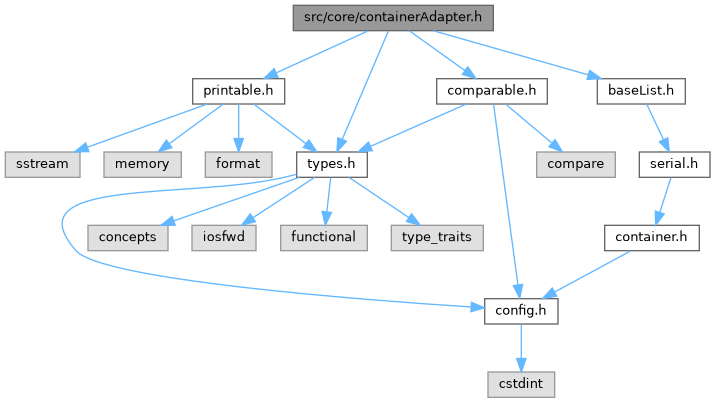 src/core/containerAdapter.h
printable.h
comparable.h
baseList.h
sstream
memory
format
types.h
compare
serial.h
concepts
iosfwd
functional
type_traits
container.h
config.h
cstdint